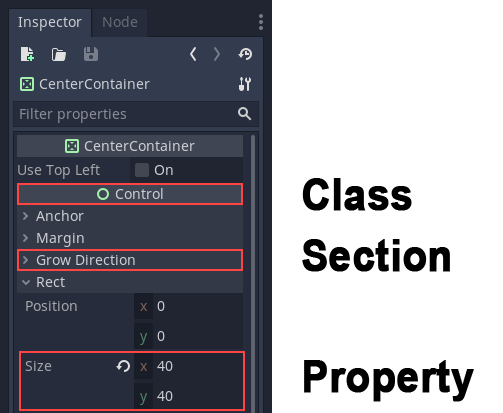 Inspector Node
CenterContainer
Filter properties
CenterContainer
Use Top Left On
Control
Anchor
Margin
Grow Direction
Rect
Position x 0
y 0
Size x 40
y 40
Class
Section
Property